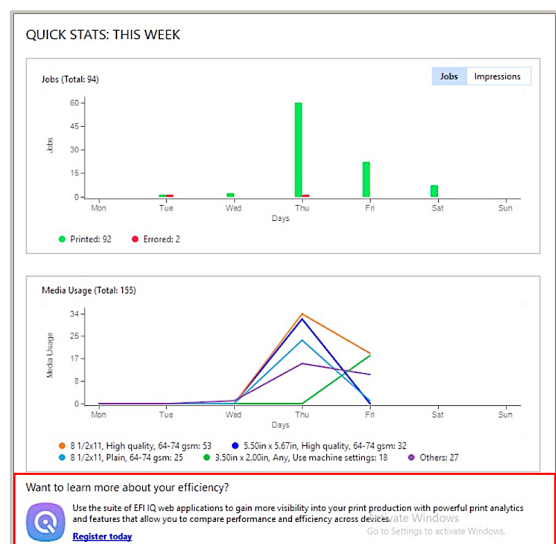 QUICK STATS: THIS WEEK
Jobs (Total: 94)
Jobs Impressions
60
45
30
15
0
Jobs
Mon Tue Wed Thu Fri Sat Sun
Days
Printed: 92 Errored: 2
Media Usage (Total: 155)
34
25
17
8
0
Media Usage
Mon Tue Wed Thu Fri Sat Sun
Days
8 1/2x11, High quality, 64-74 gsm: 53 5.50in x 5.67in, High quality, 64-74 gsm: 32
8 1/2x11, Plain, 64-74 gsm: 25 3.50in x 2.00in, Any, Use machine settings: 18 Others: 27
Want to learn more about your efficiency?
Use the suite of EFI IQ web applications to gain more visibility into your print production with powerful print analytics
and features that allow you to compare performance and efficiency across devices.
Activate Windows
Go to Settings to activate Windows.
Register today